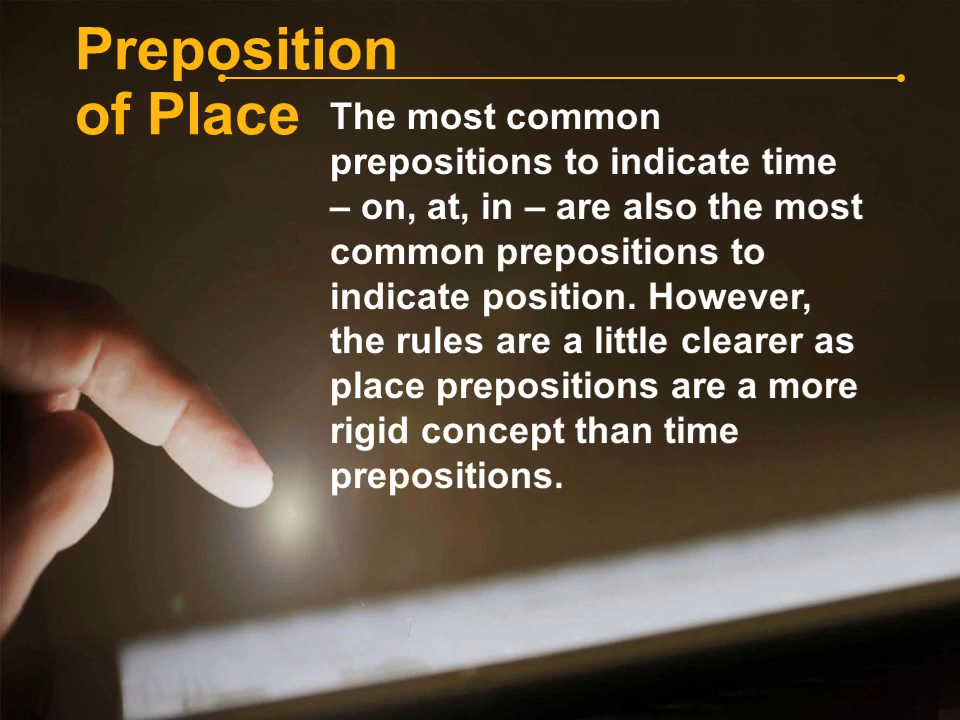 Preposition
of Place
The most common
prepositions to indicate time
– on, at, in – are also the most
common prepositions to
indicate position. However,
the rules are a little clearer as
place prepositions are a more
rigid concept than time
prepositions.